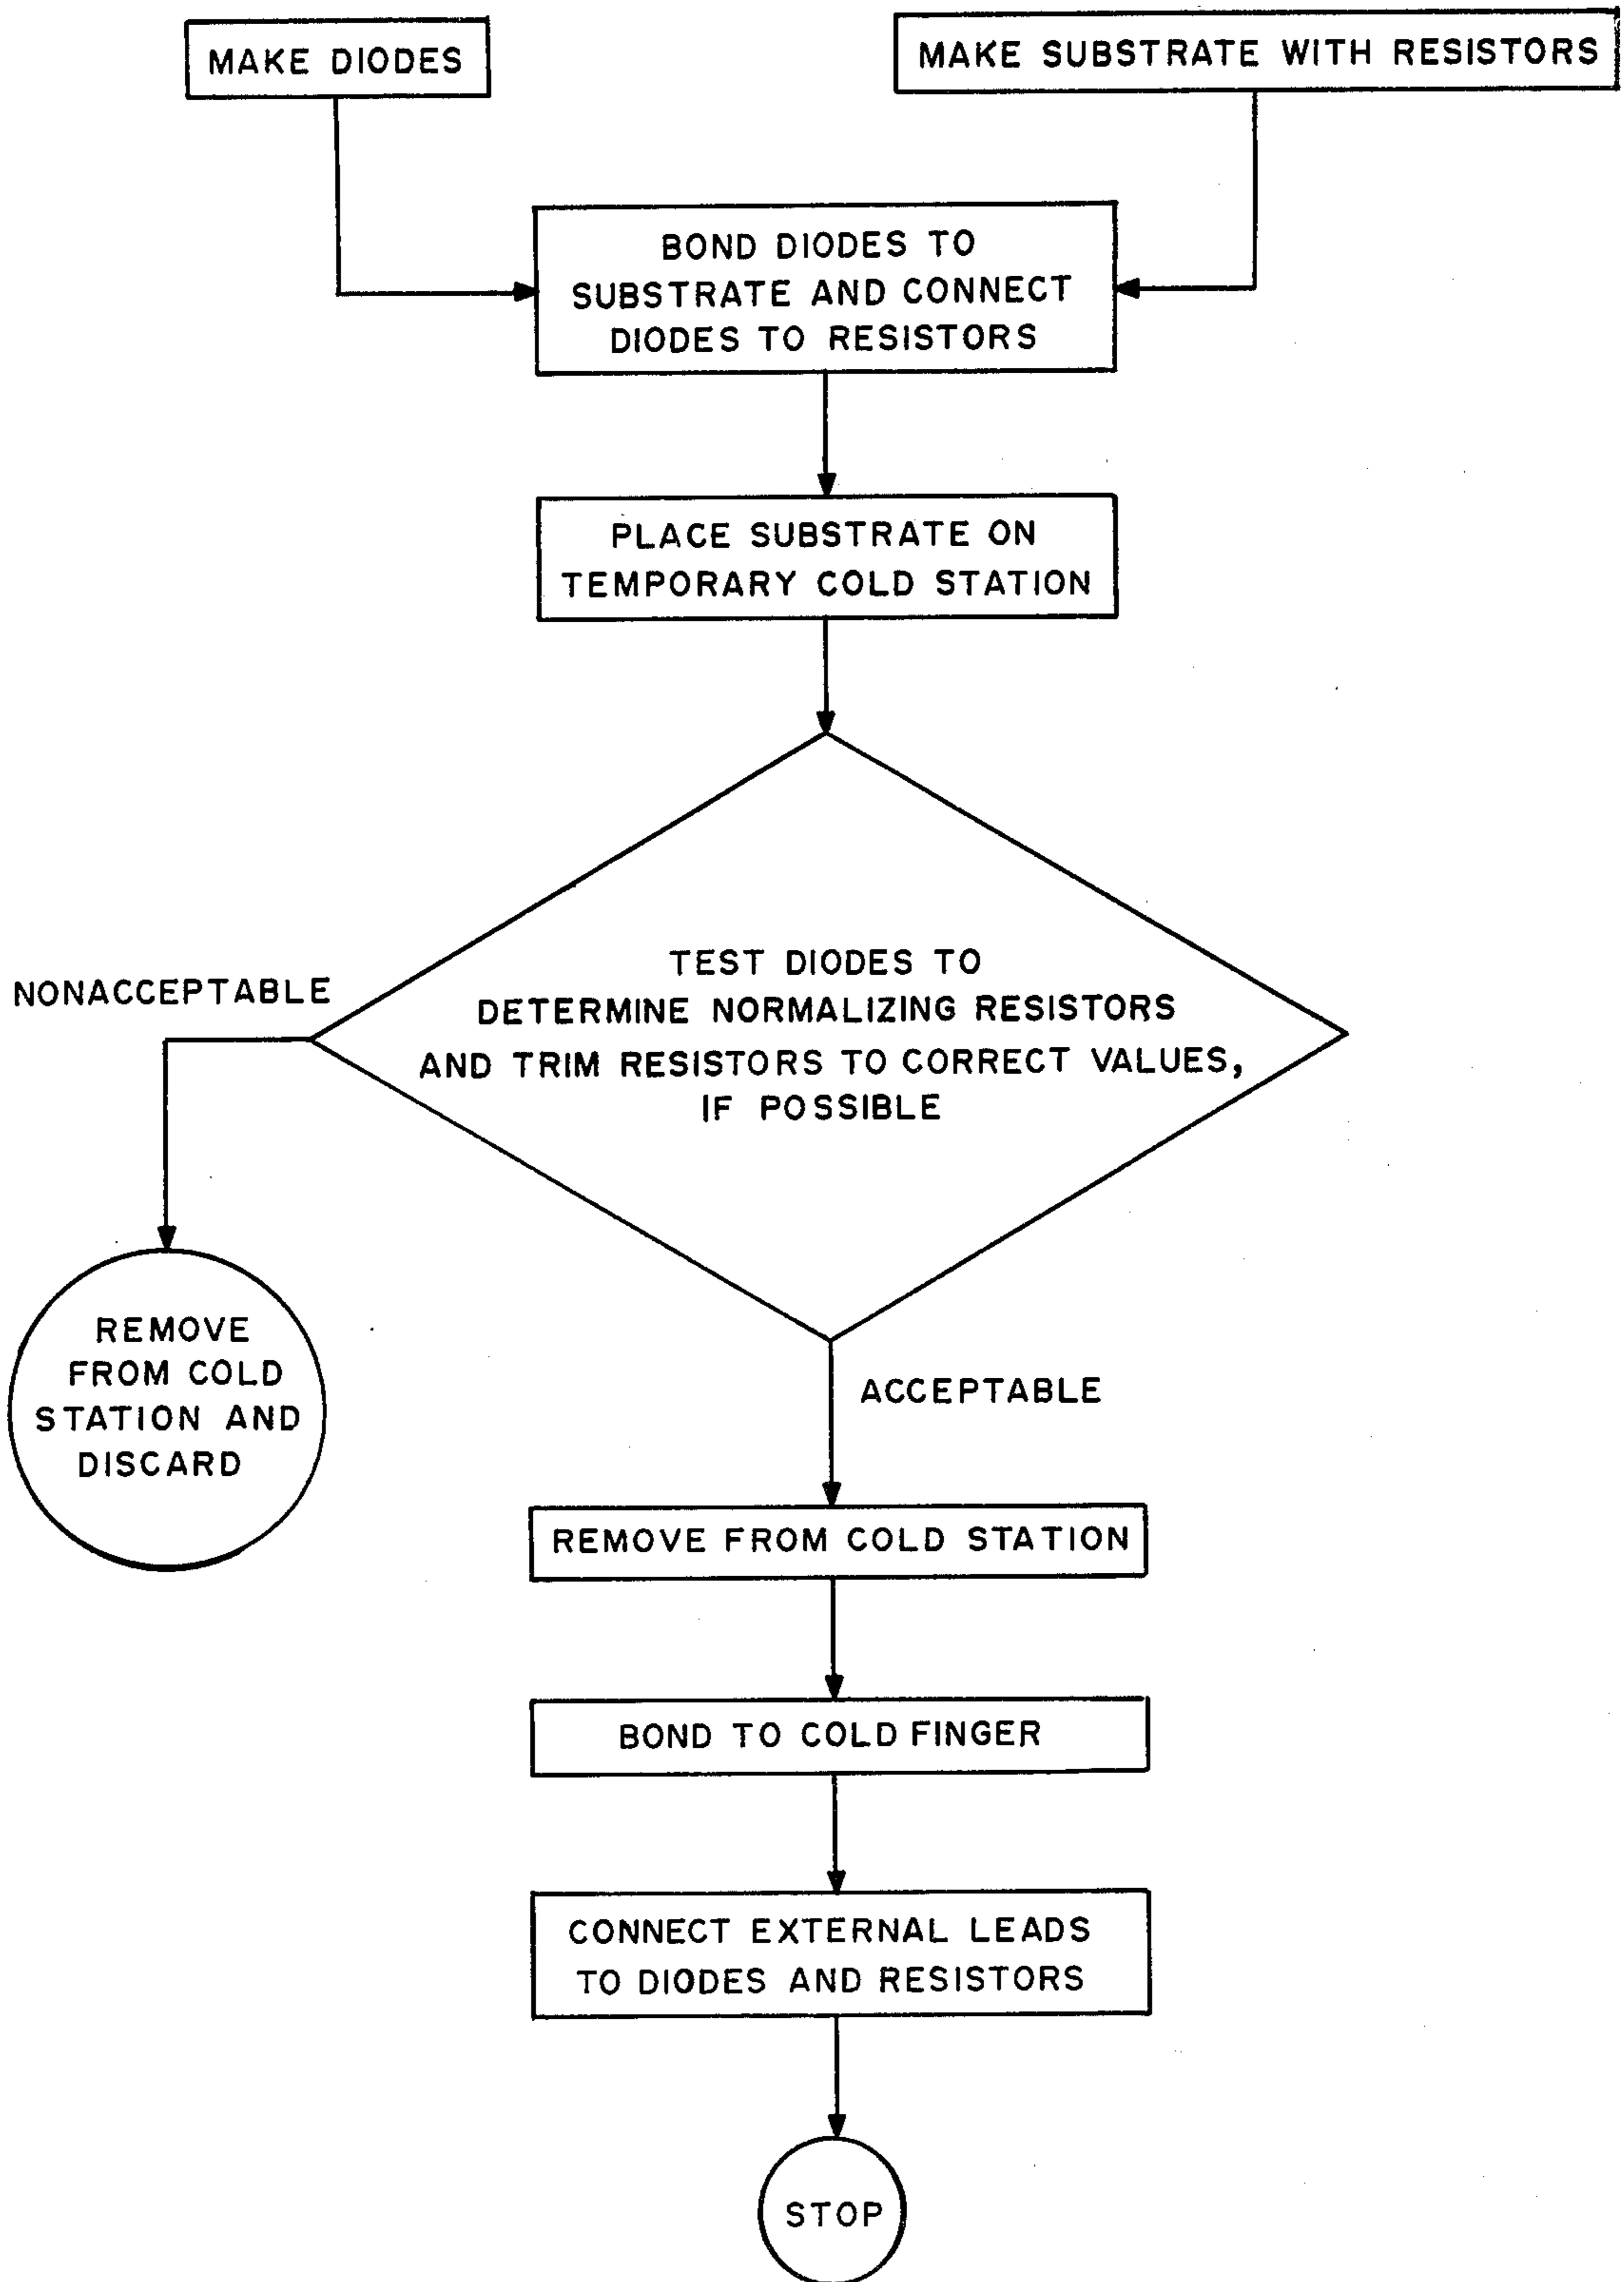 MAKE DIODES
MAKE SUBSTRATE WITH RESISTORS
BOND DIODES TO
SUBSTRATE AND CONNECT
DIODES TO RESISTORS
PLACE SUBSTRATE ON
TEMPORARY COLD STATION
TEST DIODES TO
DETERMINE NORMALIZING RESISTORS
AND TRIM RESISTORS TO CORRECT VALUES,
IF POSSIBLE
NONACCEPTABLE
REMOVE
FROM COLD
STATION AND
DISCARD
ACCEPTABLE
REMOVE FROM COLD STATION
BOND TO COLD FINGER
CONNECT EXTERNAL LEADS
TO DIODES AND RESISTORS
STOP